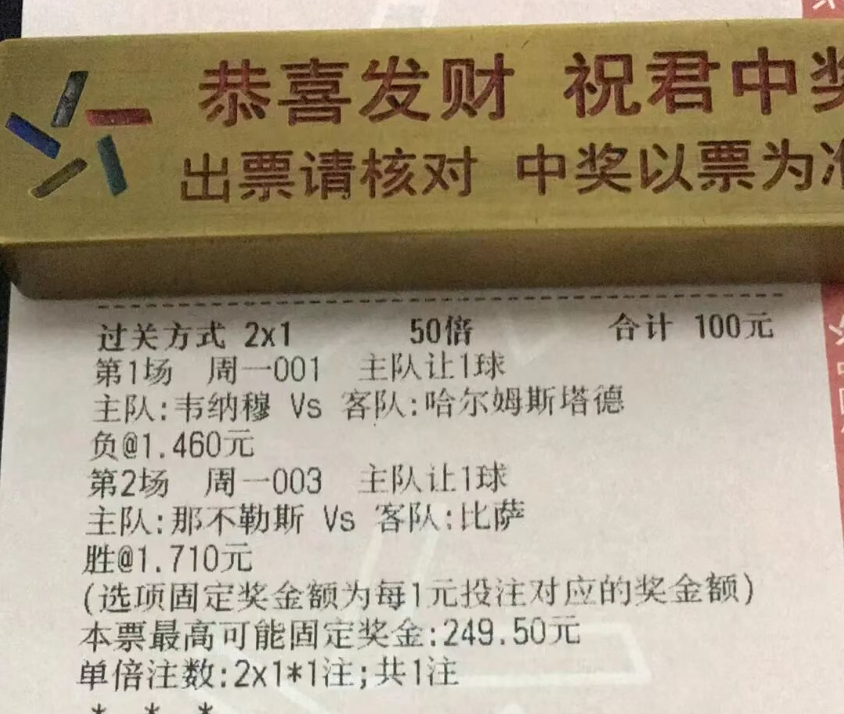 恭喜发财 祝君中奖
出票请核对 中奖以票为准
过关方式 2x1 50倍 合计 100元
第1场 周一001 主队让1球
主队:韦纳穆 Vs 客队:哈尔姆斯塔德
负@1.460元
第2场 周一003 主队让1球
主队:那不勒斯 Vs 客队:比萨
胜@1.710元
(选项固定奖金额为每1元投注对应的奖金额)
本票最高可能固定奖金:249.50元
单倍注数:2x1*1注;共1注
* * *